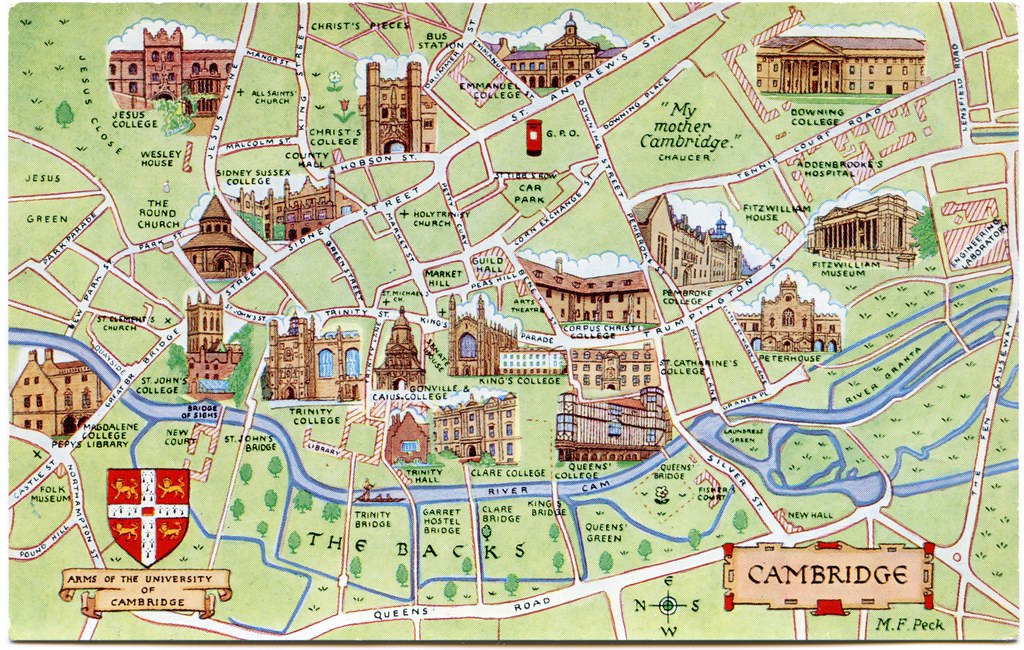 CHRIST'S PIECES
BUS
STATION
DRUMMER ST.
EMMANUEL
EMMANUEL
COLLEGE
ST. ANDREW'S ST.
DOWNING PLACE
DOWNING STREET
"My
mother
Cambridge."
CHAUCER.
DOWNING
COLLEGE
LENSFIELD ROAD
TENNIS COURT ROAD
ADDENBROOKE'S
HOSPITAL
JESUS CLOSE
JESUS
COLLEGE
JESUS LANE
MANOR ST.
KING STREET
ALL SAINTS'
CHURCH
MALCOLM ST.
CHRIST'S
COLLEGE
COUNTY
HALL
HOBSON ST.
G.P.O.
WESLEY
HOUSE
SIDNEY SUSSEX
COLLEGE
ST TIBB'S ROW
CAR
PARK
CORN EXCHANGE ST.
JESUS
GREEN
THE
ROUND
CHURCH
PARK PARADE
PARK ST.
NEW PARK ST.
SIDNEY STREET
GREEN STREET
MARKET ST.
HOLY TRINITY
CHURCH
PETTY CURY
GUILD
HALL
PEAS HILL
MARKET
HILL
ARTS
THEATRE
FITZWILLIAM
HOUSE
FITZWILLIAM
MUSEUM
ENGINEERING
LABORATORY
PEMBROKE
PEMBROKE
COLLEGE
TRUMPINGTON ST.
CORPUS CHRISTI
COLLEGE
PETERHOUSE
ST. CLEMENT'S
CHURCH
QUAYSIDE
BRIDGE STREET
GREAT BRIDGE
ST. JOHN'S ST.
TRINITY ST.
TRINITY LANE
ST. MICHAEL'S
CH.
KING'S PARADE
SENATE
HOUSE
KING'S COLLEGE
ST. CATHARINE'S
COLLEGE
MILL LANE
GRANTA PL.
RIVER GRANTA
ST. JOHN'S
COLLEGE
BRIDGE
OF SIGHS
TRINITY
COLLEGE
GONVILLE &
CAIUS COLLEGE
MAGDALENE
COLLEGE
PEPYS LIBRARY
NEW
COURT
ST. JOHN'S
BRIDGE
LIBRARY
TRINITY
HALL
CLARE COLLEGE
QUEENS'
COLLEGE
QUEENS'
BRIDGE
FISHER
COURT
LAUNDRESS
GREEN
SILVER ST.
NEW HALL
THE FEN CAUSEWAY
CASTLE ST.
FOLK
MUSEUM
NORTHAMPTON ST.
POUND HILL
RIVER CAM
TRINITY
BRIDGE
GARRET
HOSTEL
BRIDGE
CLARE
BRIDGE
KING'S
BRIDGE
QUEENS'
GREEN
THE BACKS
QUEENS' ROAD
ARMS OF THE UNIVERSITY
OF
CAMBRIDGE
E
N S
W
CAMBRIDGE
M.F. Peck